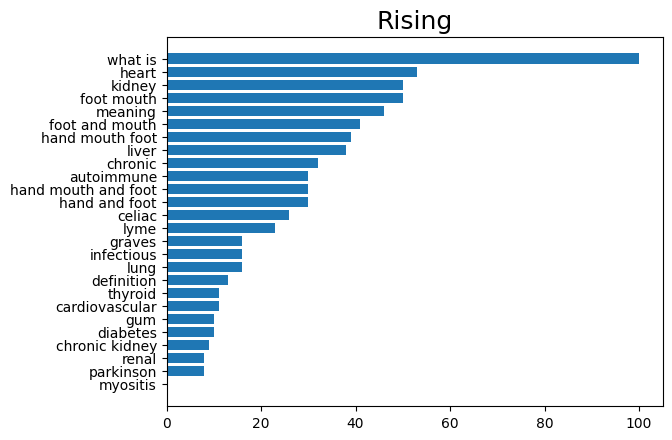 Rising
what is
heart
kidney
foot mouth
meaning
foot and mouth
hand mouth foot
liver
chronic
autoimmune
hand mouth and foot
hand and foot
celiac
lyme
graves
infectious
lung
definition
thyroid
cardiovascular
gum
diabetes
chronic kidney
renal
parkinson
myositis
0 20 40 60 80 100